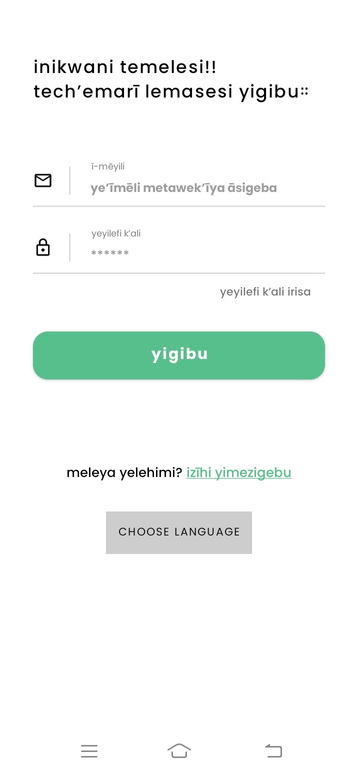 inikwani temelesi!!
tech’emarī lemasesi yigibu።
ī-mēyili
ye’īmēli metawek’īya āsigeba
yeyilefi k’ali
******
yeyilefi k’ali irisa
yigibu
meleya yelehimi? izīhi yimezigebu
CHOOSE LANGUAGE